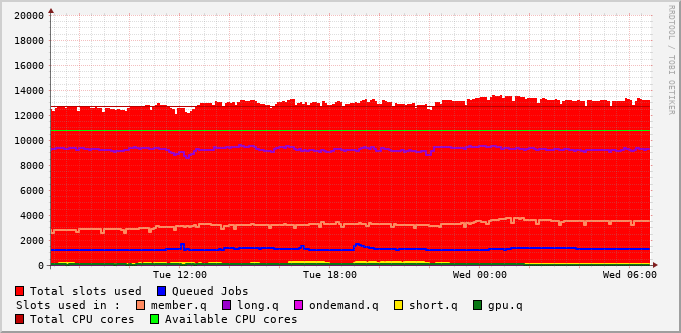 20000
18000
16000
14000
12000
10000
8000
6000
4000
2000
0
Tue 12:00 Tue 18:00 Wed 00:00 Wed 06:00
RRDTOOL / TOBI OETIKER
Total slots used Queued Jobs
Slots used in : member.q long.q ondemand.q short.q gpu.q
Total CPU cores Available CPU cores